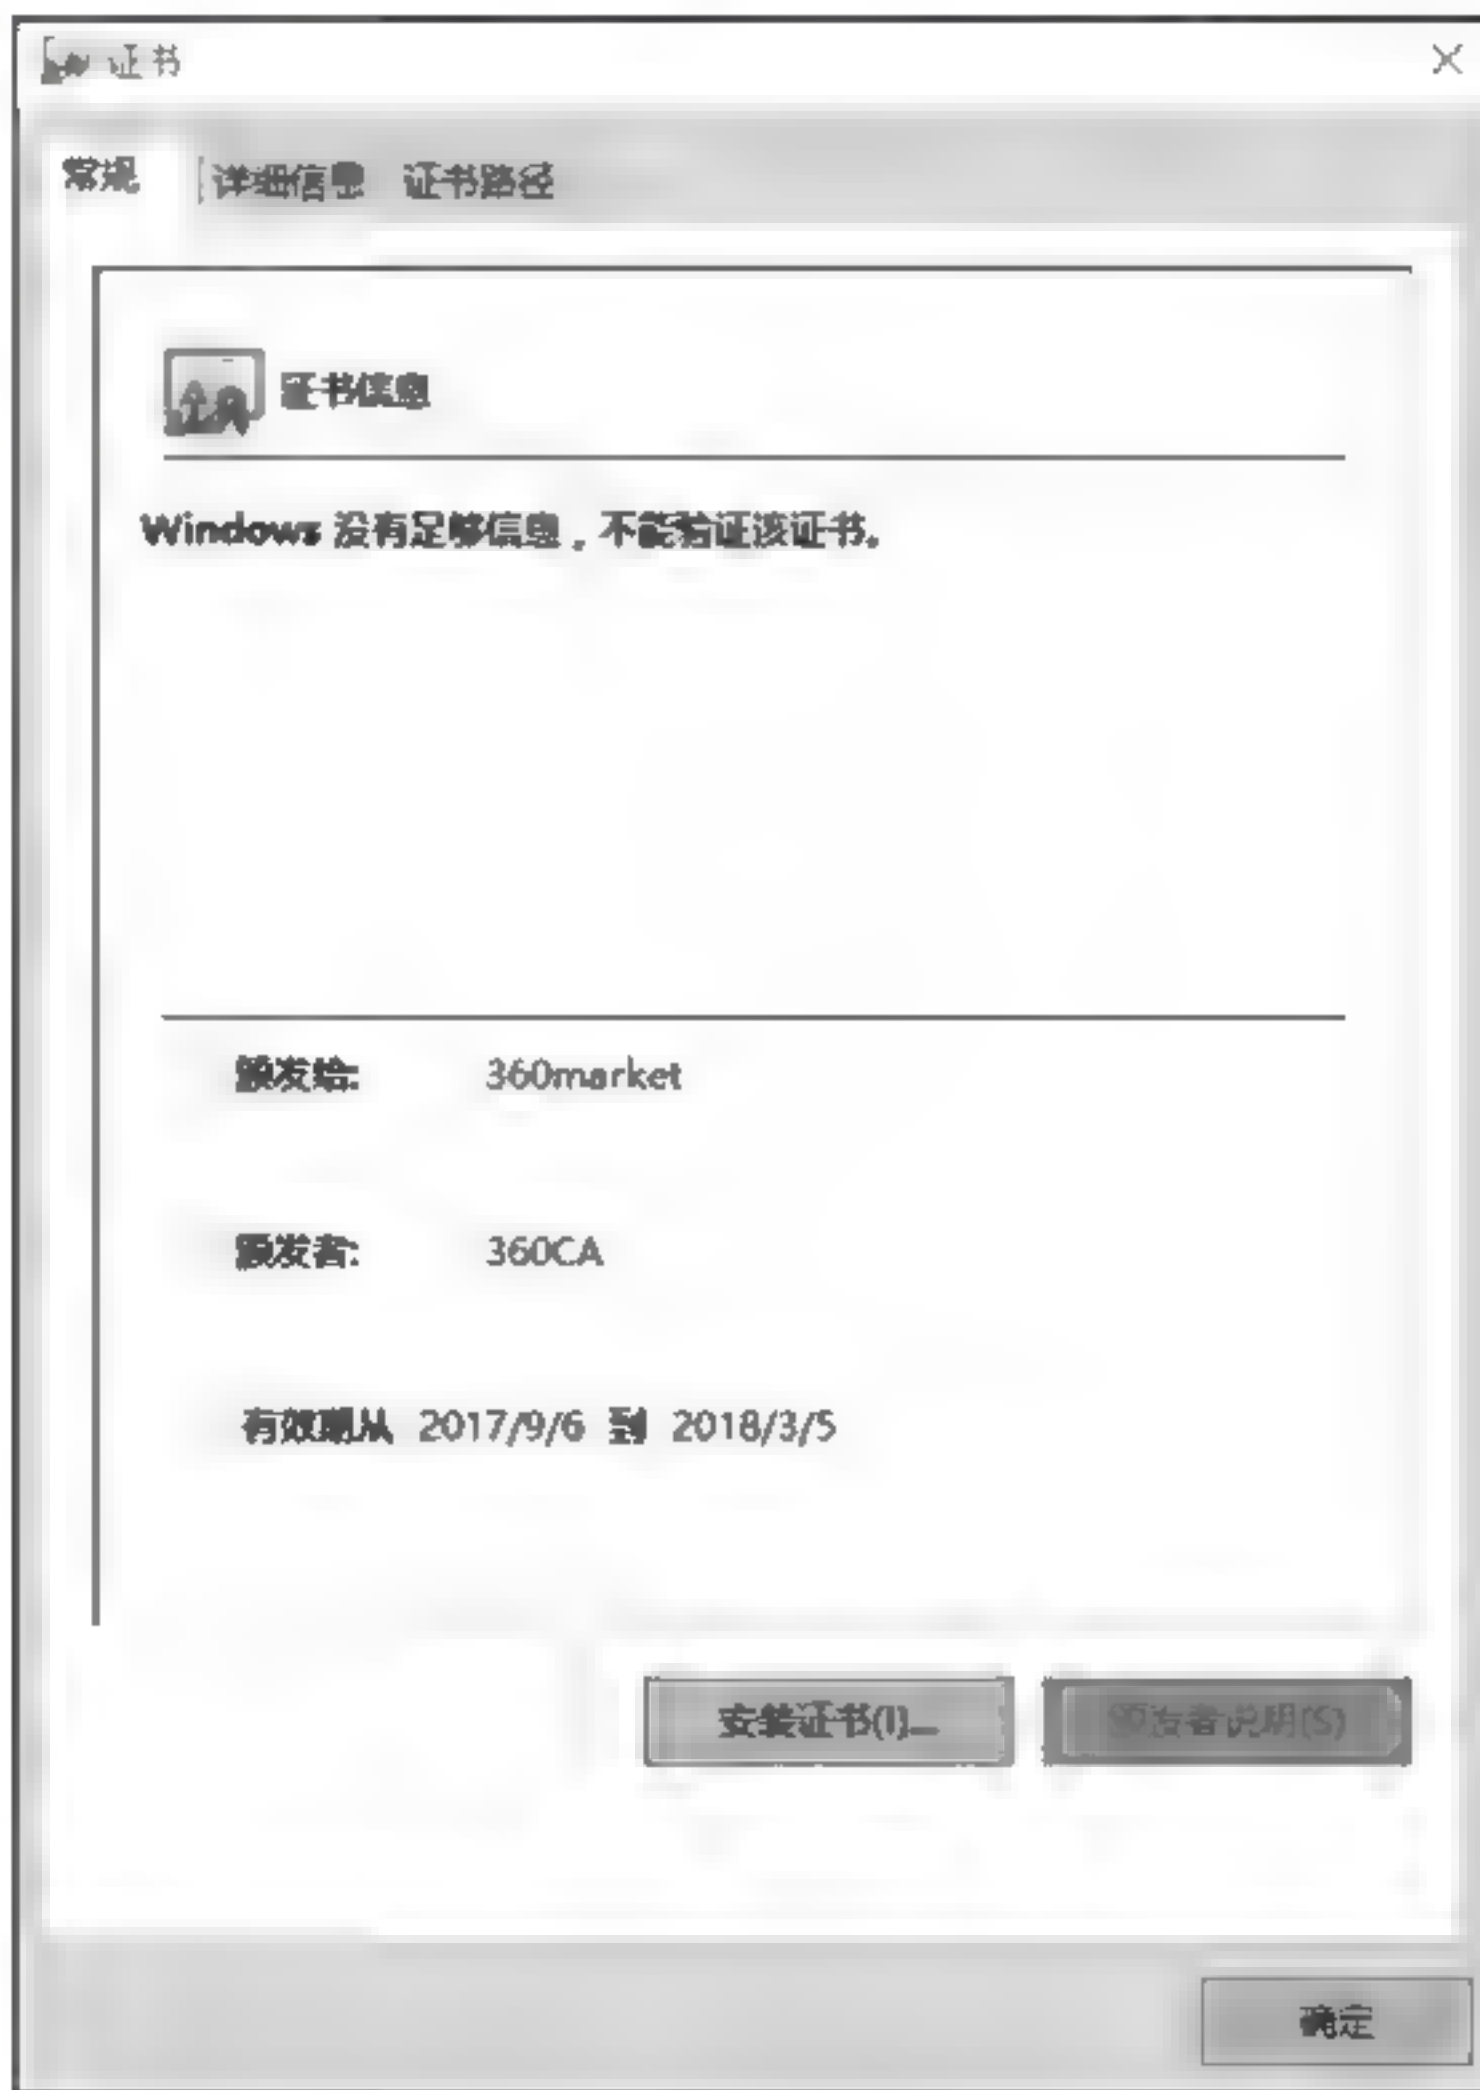 证书
常规 详细信息 证书路径
证书信息
Windows 没有足够信息，不能验证该证书。
颁发给: 360market
颁发者: 360CA
有效期从 2017/9/6 到 2018/3/5
安装证书(I)... 颁发者说明(S)
确定